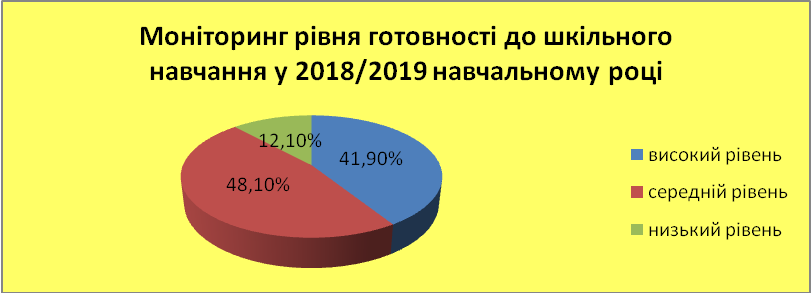 Моніторинг рівня готовності до шкільного
навчання у 2018/2019 навчальному році
12,10%
41,90%
48,10%
високий рівень
середній рівень
низький рівень